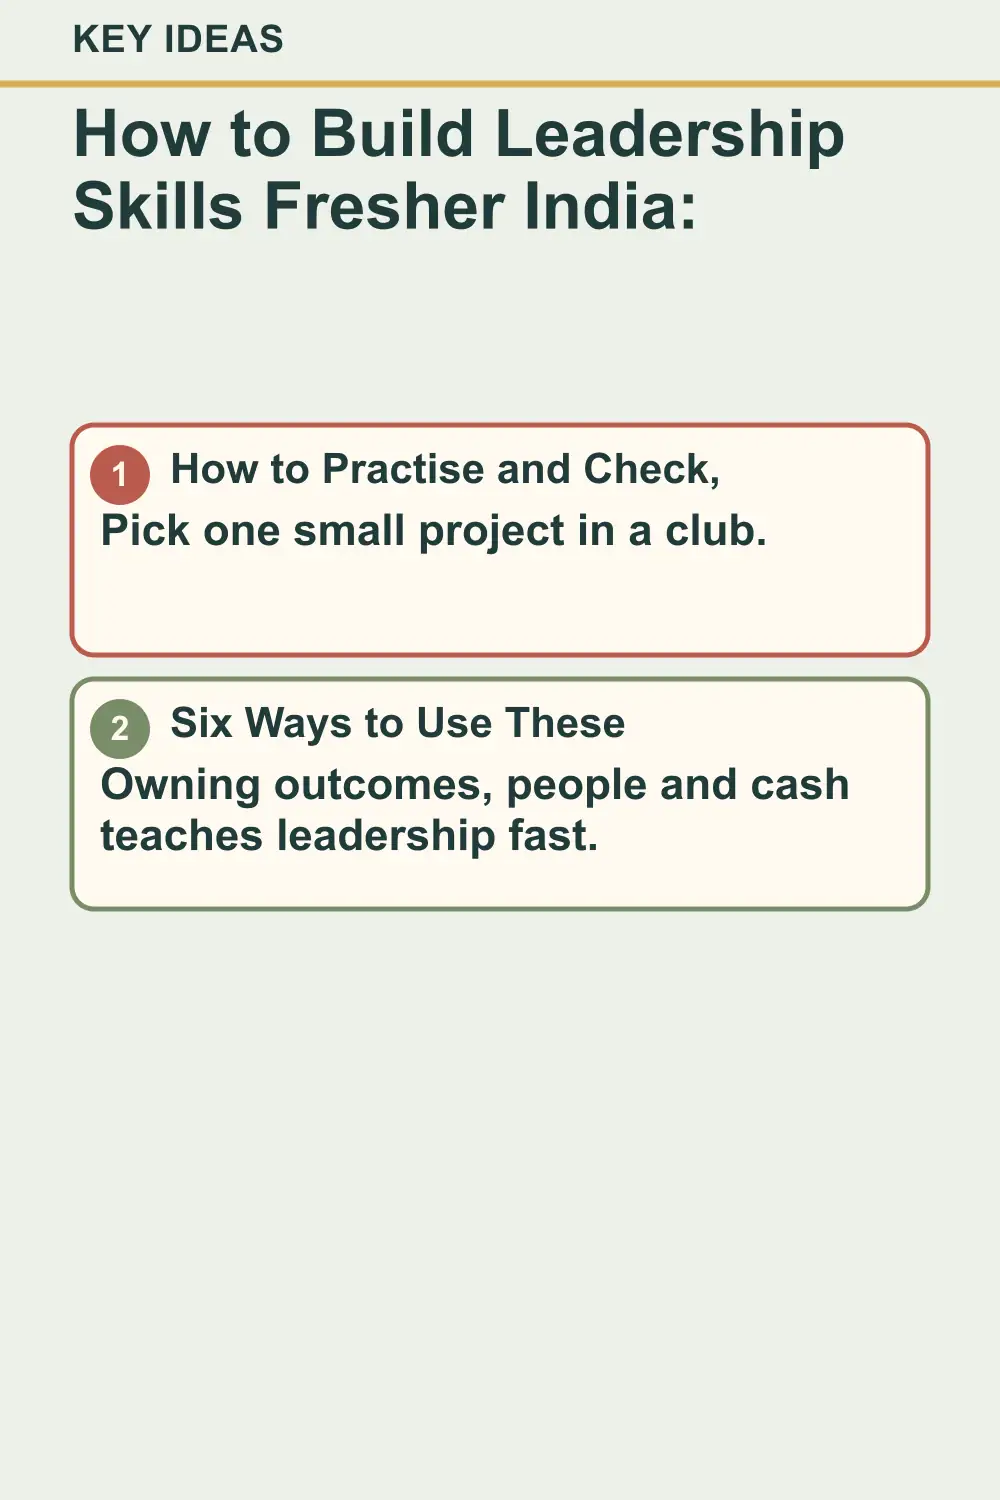 KEY IDEAS
How to Build Leadership
Skills Fresher India:
1 How to Practise and Check,
Pick one small project in a club.
2 Six Ways to Use These
Owning outcomes, people and cash
teaches leadership fast.